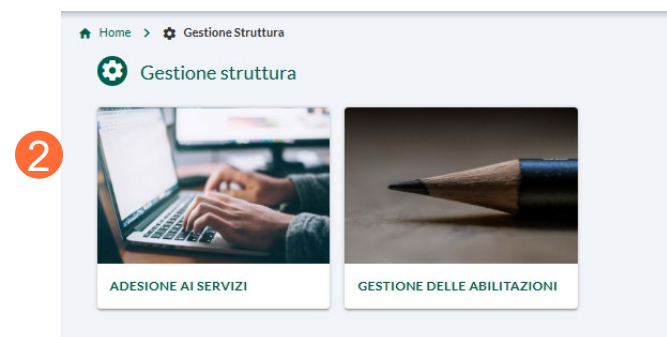 Home > Gestione Struttura
Gestione struttura
2
ADESIONE AI SERVIZI
GESTIONE DELLE ABILITAZIONI